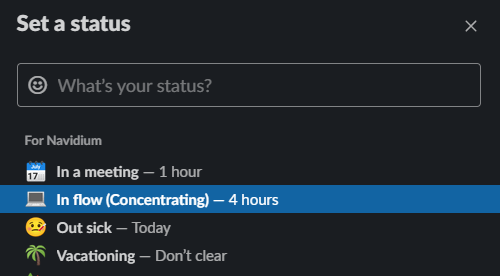 Set a status
What's your status?
For Navidium
In a meeting — 1 hour
In flow (Concentrating) — 4 hours
Out sick — Today
Vacationing — Don't clear